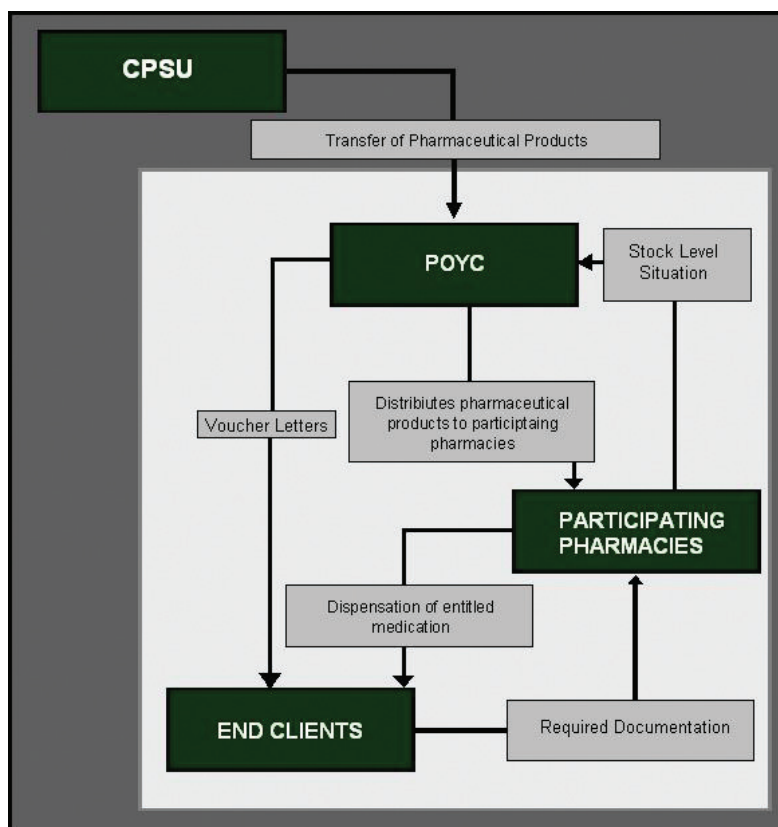 CPSU
Transfer of Pharmaceutical Products
POYC
Stock Level
Situation
Distribiutes pharmaceutical
products to participtaing
pharmacies
Voucher Letters
PARTICIPATING
PHARMACIES
Dispensation of entitled
medication
END CLIENTS
Required Documentation